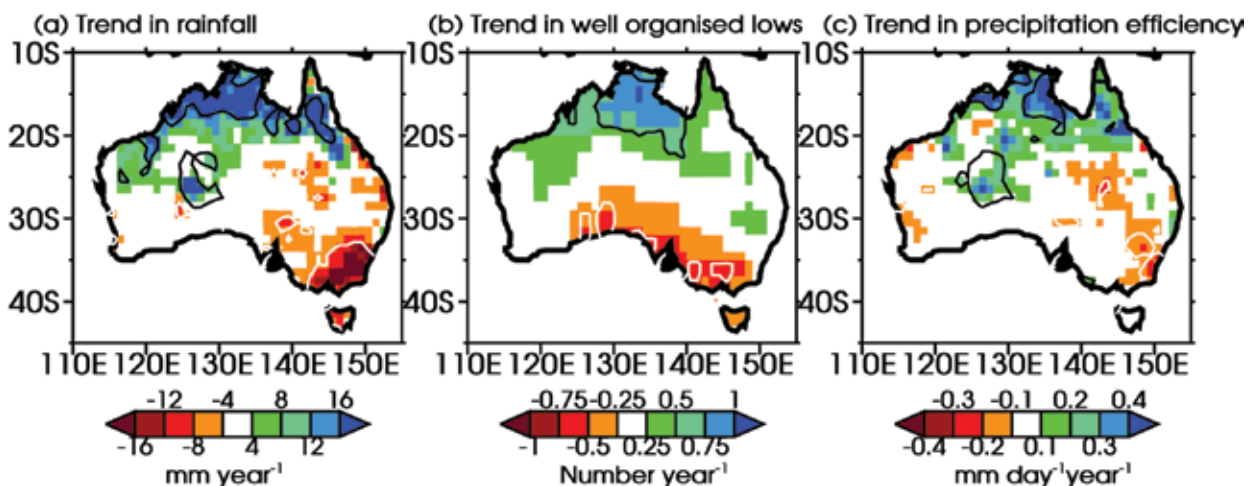 (a) Trend in rainfall (b) Trend in well organised lows (c) Trend in precipitation efficiency
10S 10S 10S
20S 20S 20S
30S 30S 30S
40S 40S 40S
110E 120E 130E 140E 150E 110E 120E 130E 140E 150E 110E 120E 130E 140E 150E
-12 -4 8 16 -0.75 -0.25 0.5 1 -0.3 -0.1 0.2 0.4
-16 -8 4 12 -1 -0.5 0.25 0.75 -0.4 -0.2 0.1 0.3
mm year⁻¹ Number year⁻¹ mm day⁻¹year⁻¹